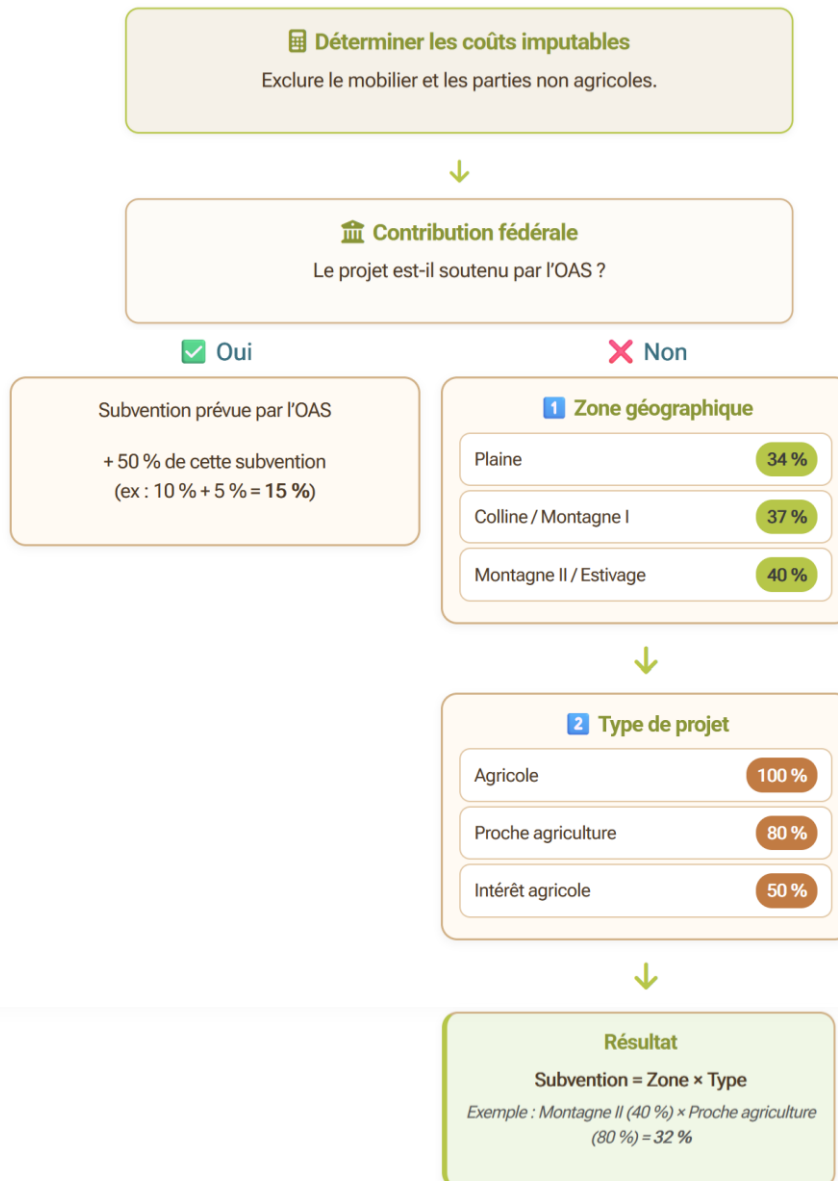 Déterminer les coûts imputables
Exclure le mobilier et les parties non agricoles.
Contribution fédérale
Le projet est-il soutenu par l'OAS ?
Oui
Subvention prévue par l'OAS
+ 50 % de cette subvention
(ex : 10 % + 5 % = 15 %)
Non
1 Zone géographique
Plaine 34 %
Colline / Montagne I 37 %
Montagne II / Estivage 40 %
2 Type de projet
Agricole 100 %
Proche agriculture 80 %
Intérêt agricole 50 %
Résultat
Subvention = Zone × Type
Exemple : Montagne II (40 %) × Proche agriculture
(80 %) = 32 %